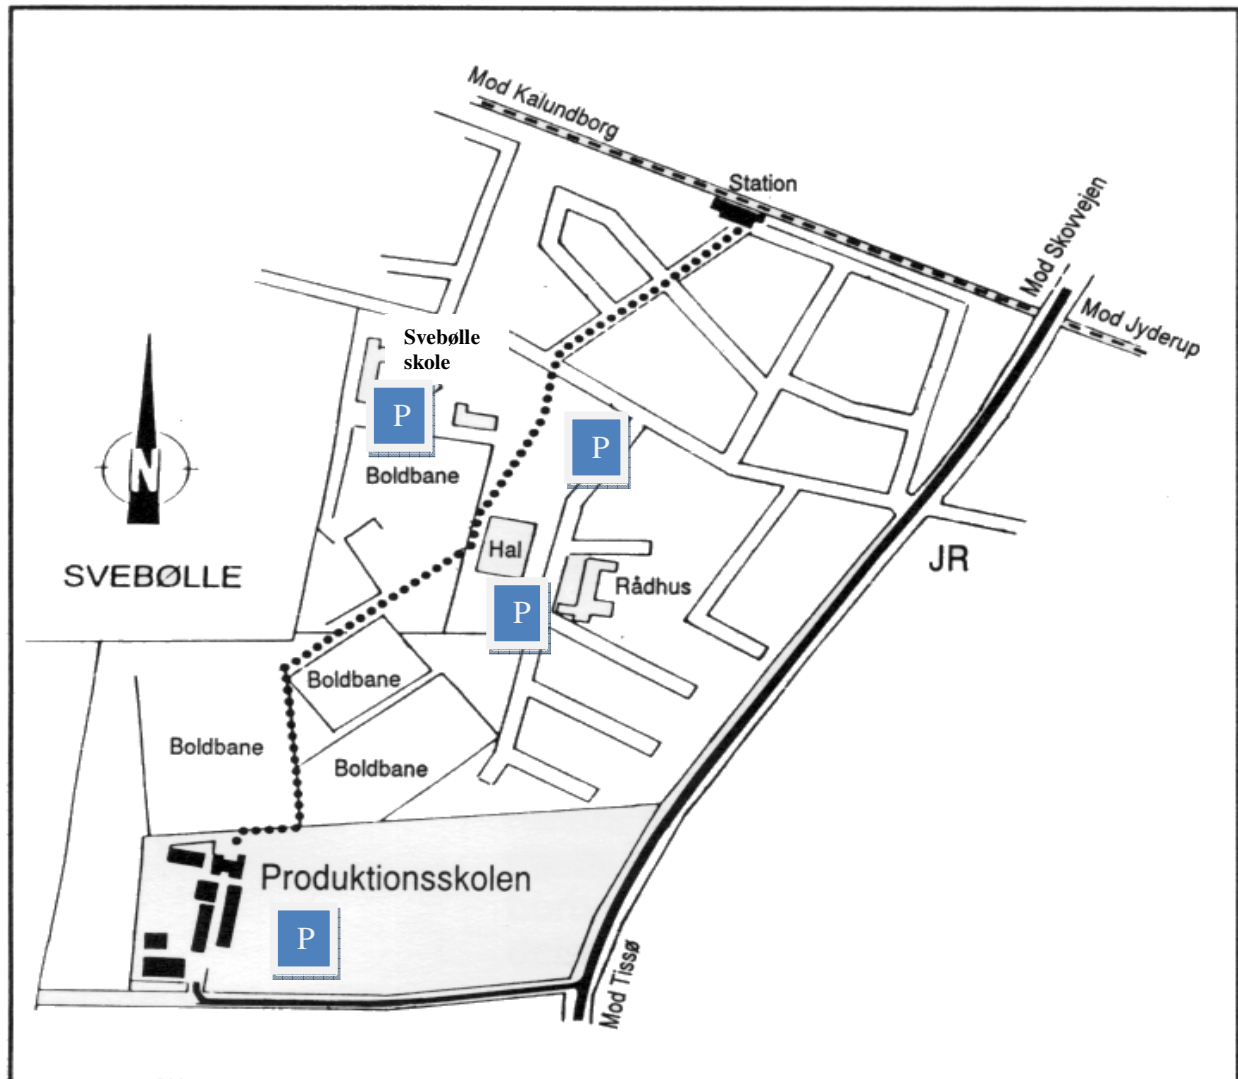 Mod Kalundborg
Station
Mod Skovvejen
Mod Jyderup
Svebølle
skole
P
P
Boldbane
N
Hal
JR
SVEBØLLE
Rådhus
P
Boldbane
Boldbane
Boldbane
Produktionsskolen
P
Mod Tissø